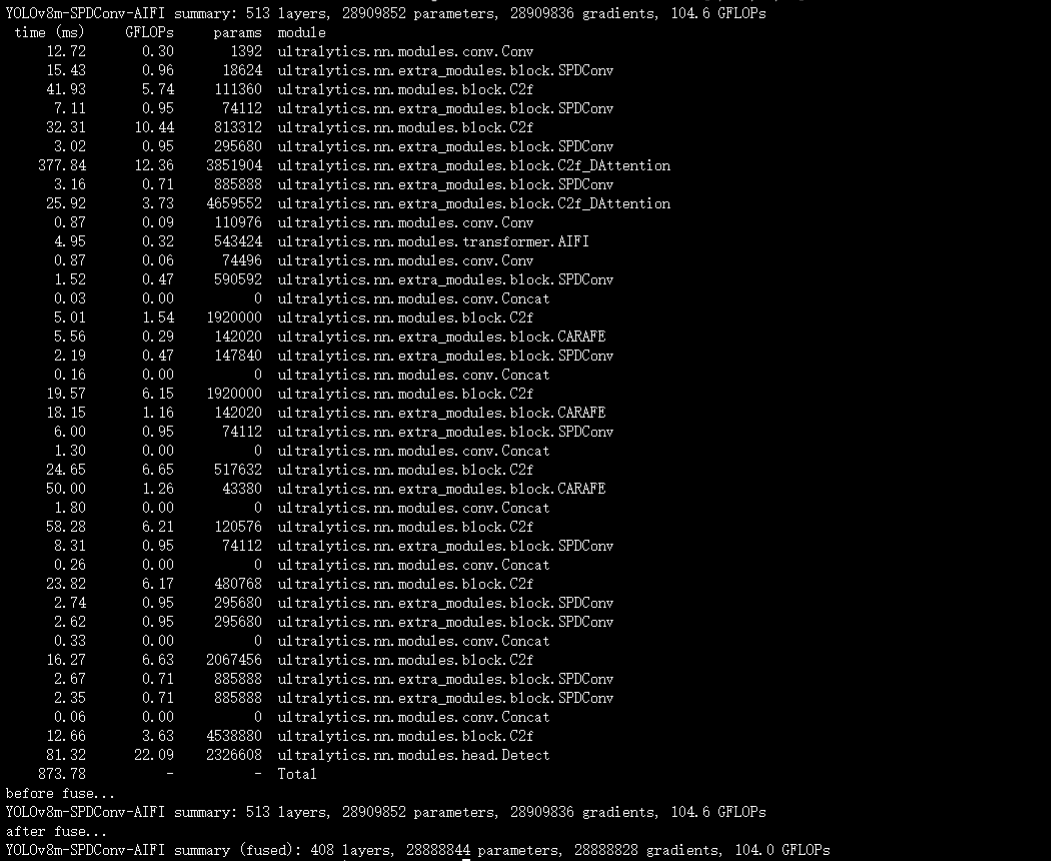 YOLOv8m-SPDConv-AIFI summary: 513 layers, 28909852 parameters, 28909836 gradients, 104.6 GFLOPs
time (ms) GFLOPs params module
12.72 0.30 1392 ultralytics.nn.modules.conv.Conv
15.43 0.96 18624 ultralytics.nn.extra_modules.block.SPDConv
41.93 5.74 111360 ultralytics.nn.modules.block.C2f
7.11 0.95 74112 ultralytics.nn.extra_modules.block.SPDConv
32.31 10.44 813312 ultralytics.nn.modules.block.C2f
3.02 0.95 295680 ultralytics.nn.extra_modules.block.SPDConv
377.84 12.36 3851904 ultralytics.nn.extra_modules.block.C2f_DAttention
3.16 0.71 885888 ultralytics.nn.extra_modules.block.SPDConv
25.92 3.73 4659552 ultralytics.nn.extra_modules.block.C2f_DAttention
0.87 0.09 110976 ultralytics.nn.modules.conv.Conv
4.95 0.32 543424 ultralytics.nn.modules.transformer.AIFI
0.87 0.06 74496 ultralytics.nn.modules.conv.Conv
1.52 0.47 590592 ultralytics.nn.extra_modules.block.SPDConv
0.03 0.00 0 ultralytics.nn.modules.conv.Concat
5.01 1.54 1920000 ultralytics.nn.modules.block.C2f
5.56 0.29 142020 ultralytics.nn.extra_modules.block.CARAFE
2.19 0.47 147840 ultralytics.nn.extra_modules.block.SPDConv
0.16 0.00 0 ultralytics.nn.modules.conv.Concat
19.57 6.15 1920000 ultralytics.nn.modules.block.C2f
18.15 1.16 142020 ultralytics.nn.extra_modules.block.CARAFE
6.00 0.95 74112 ultralytics.nn.extra_modules.block.SPDConv
1.30 0.00 0 ultralytics.nn.modules.conv.Concat
24.65 6.65 517632 ultralytics.nn.modules.block.C2f
50.00 1.26 43380 ultralytics.nn.extra_modules.block.CARAFE
1.80 0.00 0 ultralytics.nn.modules.conv.Concat
58.28 6.21 120576 ultralytics.nn.modules.block.C2f
8.31 0.95 74112 ultralytics.nn.extra_modules.block.SPDConv
0.26 0.00 0 ultralytics.nn.modules.conv.Concat
23.82 6.17 480768 ultralytics.nn.modules.block.C2f
2.74 0.95 295680 ultralytics.nn.extra_modules.block.SPDConv
2.62 0.95 295680 ultralytics.nn.extra_modules.block.SPDConv
0.33 0.00 0 ultralytics.nn.modules.conv.Concat
16.27 6.63 2067456 ultralytics.nn.modules.block.C2f
2.67 0.71 885888 ultralytics.nn.extra_modules.block.SPDConv
2.35 0.71 885888 ultralytics.nn.extra_modules.block.SPDConv
0.06 0.00 0 ultralytics.nn.modules.conv.Concat
12.66 3.63 4538880 ultralytics.nn.modules.block.C2f
81.32 22.09 2326608 ultralytics.nn.modules.head.Detect
873.78 - - Total
before fuse...
YOLOv8m-SPDConv-AIFI summary: 513 layers, 28909852 parameters, 28909836 gradients, 104.6 GFLOPs
after fuse...
YOLOv8m-SPDConv-AIFI summary (fused): 408 layers, 28888844 parameters, 28888828 gradients, 104.0 GFLOPs